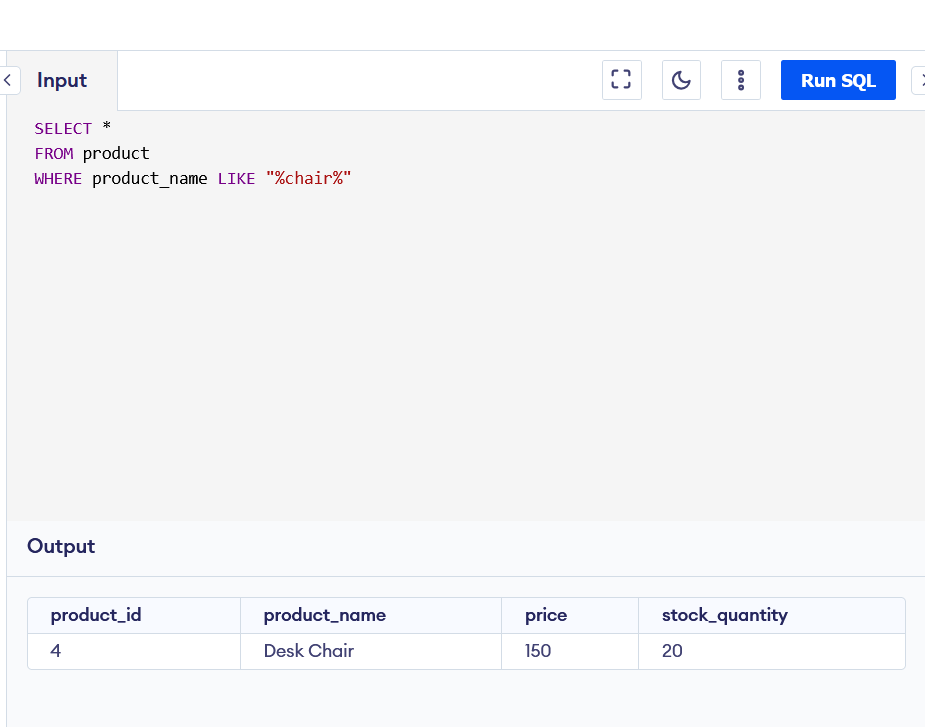 Input
Run SQL
SELECT *
FROM product
WHERE product_name LIKE "%chair%"
Output
product_id product_name price stock_quantity
4 Desk Chair 150 20